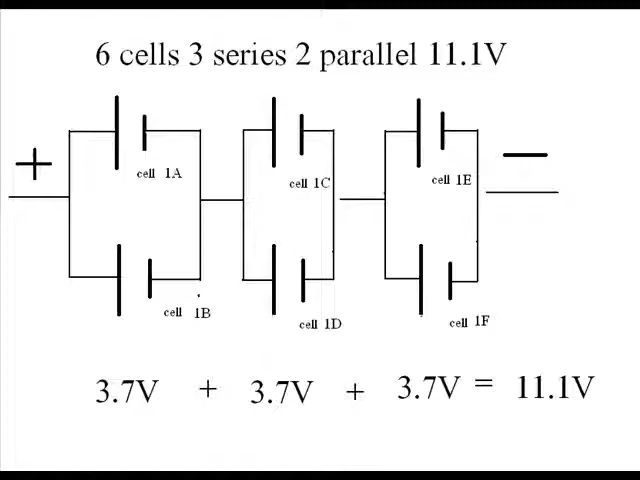 6 cells 3 series 2 parallel 11.1V
+ −
cell 1A
cell 1C
cell 1E
cell 1B
cell 1D
cell 1F
3.7V + 3.7V + 3.7V = 11.1V